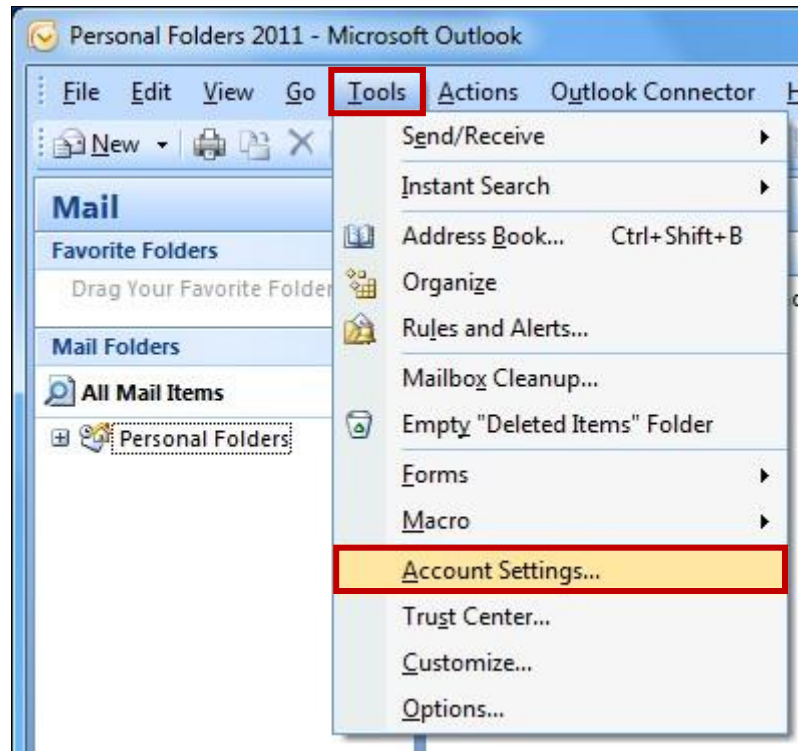 Personal Folders 2011 - Microsoft Outlook
File Edit View Go Tools Actions Outlook Connector
New
Mail
Favorite Folders
Drag Your Favorite Folder
Mail Folders
All Mail Items
Personal Folders
Send/Receive
Instant Search
Address Book... Ctrl+Shift+B
Organize
Rules and Alerts...
Mailbox Cleanup...
Empty "Deleted Items" Folder
Forms
Macro
Account Settings...
Trust Center...
Customize...
Options...